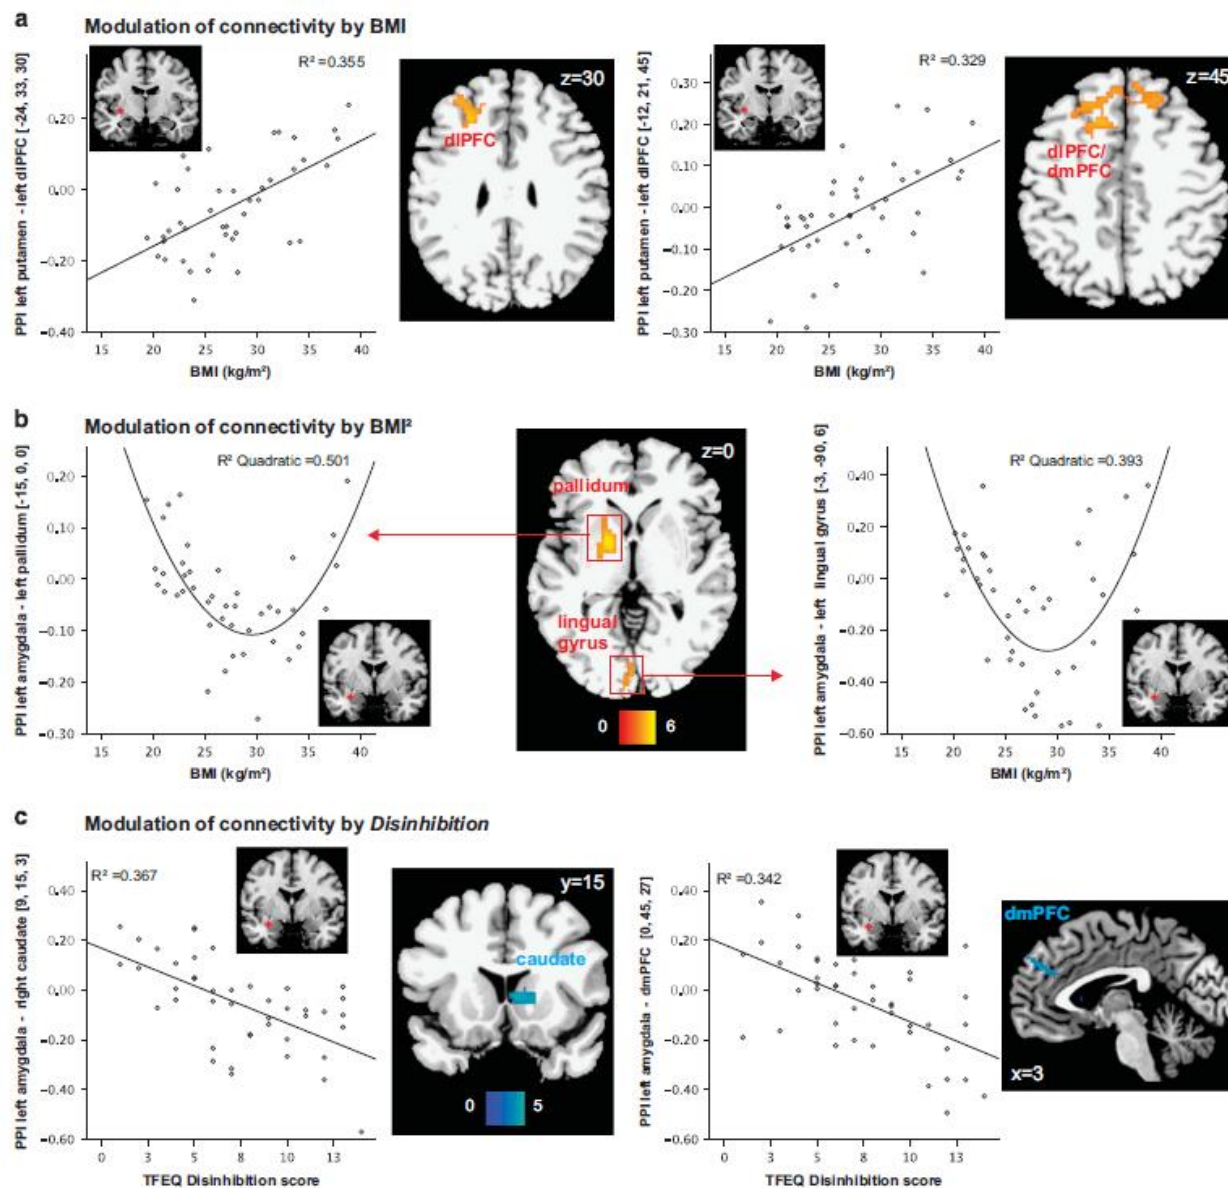 a
Modulation of connectivity by BMI
PPI left putamen - left dlPFC [-24, 33, 30]
R² =0.355
0.20
0.00
−0.20
−0.40
15 20 25 30 35 40
BMI (kg/m²)
z=30
dlPFC
PPI left putamen - left dlPFC [-12, 21, 45]
R² =0.329
0.30
0.20
0.10
0.00
−0.10
0.20
−0.30
15 20 25 30 35 40
BMI (kg/m²)
z=45
dlPFC/
dmPFC
b
Modulation of connectivity by BMI²
PPI left amygdala - left pallidum [-15, 0, 0]
R² Quadratic =0.501
0.20
0.10
0.00
−0.10
−0.20
−0.30
15 20 25 30 35 40
BMI (kg/m²)
z=0
pallidum
lingual
gyrus
0 6
PPI left amygdala - left lingual gyrus [-3, -90, 6]
R² Quadratic =0.393
0.40
0.20
0.00
−0.20
−0.40
−0.60
15 20 25 30 35 40
BMI (kg/m²)
c
Modulation of connectivity by Disinhibition
PPI left amygdala - right caudate [9, 15, 3]
R² =0.367
0.40
0.20
0.00
−0.20
−0.40
−0.60
0 3 5 8 10 13
TFEQ Disinhibition score
y=15
caudate
0 5
PPI left amygdala - dmPFC [0, 45, 27]
R² =0.342
0.40
0.20
0.00
−0.20
−0.40
−0.60
0 3 5 8 10 13
TFEQ Disinhibition score
dmPFC
x=3